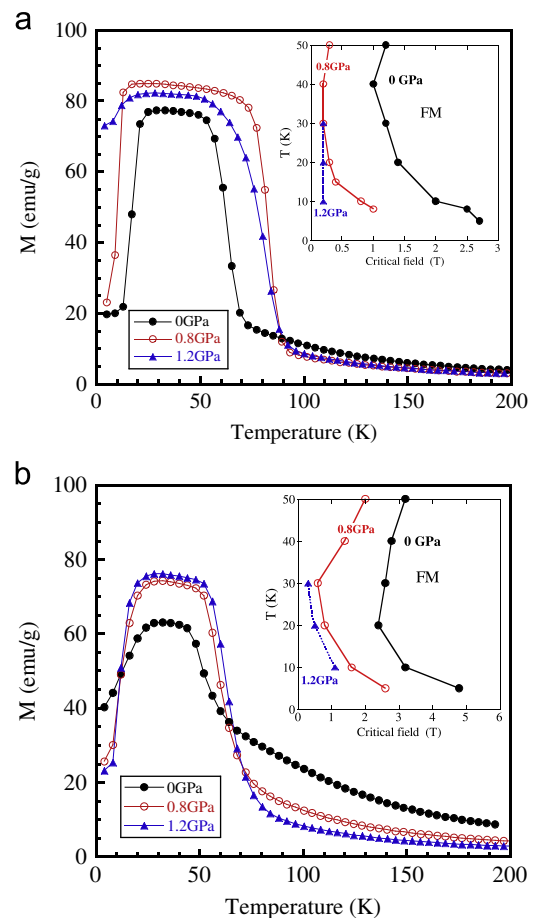 a
100
80
60
40
20
0
M (emu/g)
0 50 100 150 200
Temperature (K)
0GPa
0.8GPa
1.2GPa
50
40
30
20
10
0
T (K)
0 0.5 1 1.5 2 2.5 3
Critical field (T)
0.8GPa
0 GPa
FM
1.2GPa
b
100
80
60
40
20
0
M (emu/g)
0 50 100 150 200
Temperature (K)
0GPa
0.8GPa
1.2GPa
50
40
30
20
10
0
T (K)
0 1 2 3 4 5 6
Critical field (T)
0.8GPa
0 GPa
FM
1.2GPa